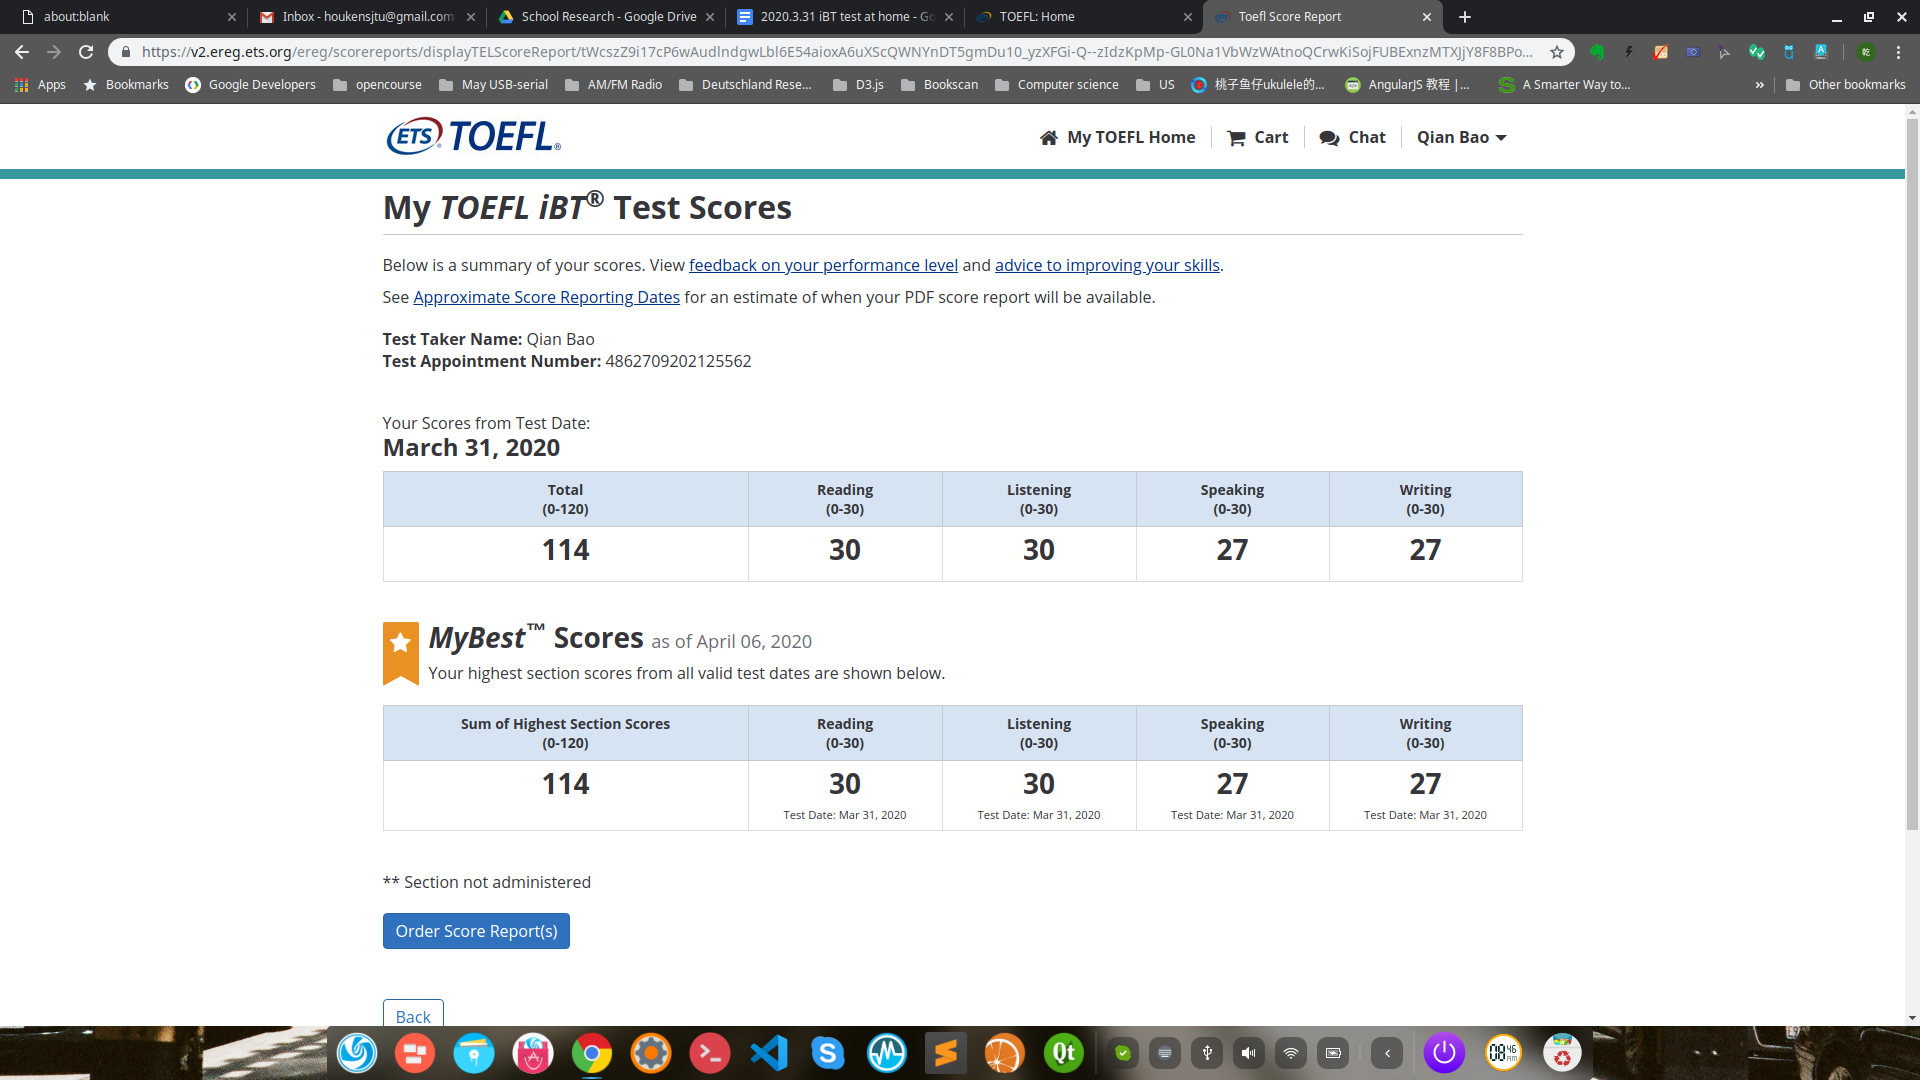 about:blank
Inbox - houkensjtu@gmail.com
School Research - Google Drive
2020.3.31 iBT test at home - Go
TOEFL: Home
Toefl Score Report
https://v2.ereg.ets.org/ereg/scorereports/displayTELScoreReport/tWcszZ9i17cP6wAudlndgwLbl6E54aioxA6uXScQWNYnDT5gmDu10_yzXFGi-Q--zIdzKpMp-GL0Na1VbWzWAtnoQCrwKiSojFUBExnzMTXJjY8F8BPo...
Apps
Bookmarks
Google Developers
opencourse
May USB-serial
AM/FM Radio
Deutschland Rese...
D3.js
Bookscan
Computer science
US
桃子鱼仔ukulele的...
AngularJS 教程 |...
A Smarter Way to...
»
Other bookmarks
ETS TOEFL®
My TOEFL Home
Cart
Chat
Qian Bao
My TOEFL iBT® Test Scores
Below is a summary of your scores. View feedback on your performance level and advice to improving your skills.
See Approximate Score Reporting Dates for an estimate of when your PDF score report will be available.
Test Taker Name: Qian Bao
Test Appointment Number: 4862709202125562
Your Scores from Test Date:
March 31, 2020
Total Reading Listening Speaking Writing
(0-120) (0-30) (0-30) (0-30) (0-30)
114 30 30 27 27
MyBest™ Scores as of April 06, 2020
Your highest section scores from all valid test dates are shown below.
Sum of Highest Section Scores Reading Listening Speaking Writing
(0-120) (0-30) (0-30) (0-30) (0-30)
114 30 30 27 27
Test Date: Mar 31, 2020 Test Date: Mar 31, 2020 Test Date: Mar 31, 2020 Test Date: Mar 31, 2020
** Section not administered
Order Score Report(s)
Back
Qt
08:46 AM